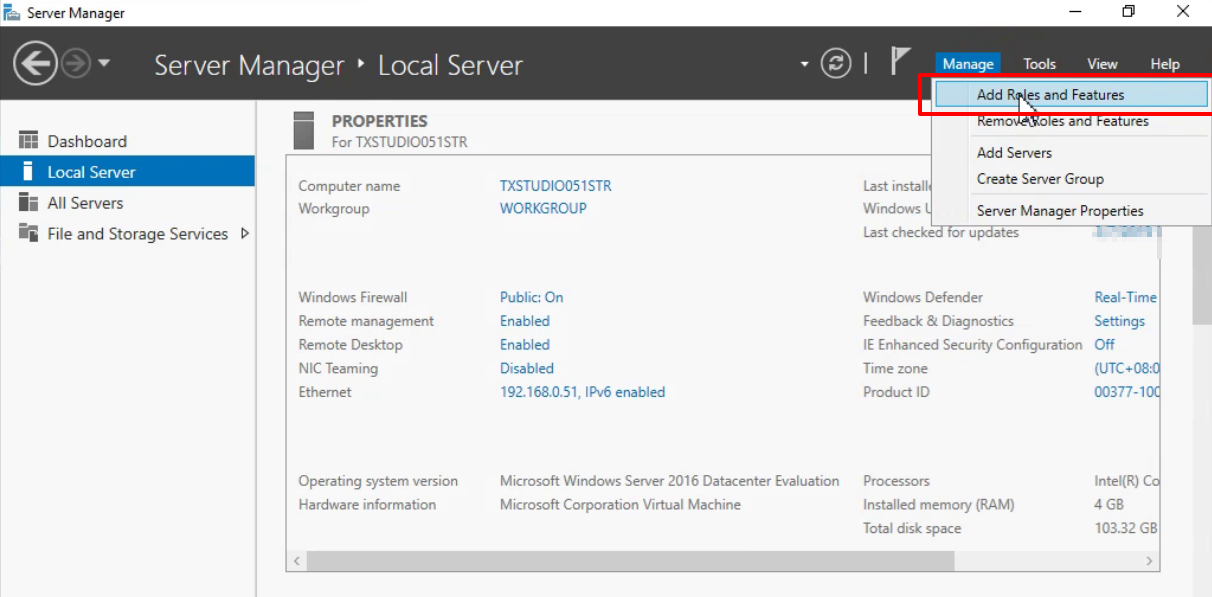 Server Manager
Server Manager ‣ Local Server
Manage Tools View Help
Add Roles and Features
Remove Roles and Features
Add Servers
Create Server Group
Server Manager Properties
Dashboard
Local Server
All Servers
File and Storage Services
PROPERTIES
For TXSTUDIO051STR
Computer name TXSTUDIO051STR Last installe
Workgroup WORKGROUP Windows U
Last checked for updates
Windows Firewall Public: On Windows Defender Real-Time
Remote management Enabled Feedback & Diagnostics Settings
Remote Desktop Enabled IE Enhanced Security Configuration Off
NIC Teaming Disabled Time zone (UTC+08:0
Ethernet 192.168.0.51, IPv6 enabled Product ID 00377-100
Operating system version Microsoft Windows Server 2016 Datacenter Evaluation Processors Intel(R) Co
Hardware information Microsoft Corporation Virtual Machine Installed memory (RAM) 4 GB
Total disk space 103.32 GB